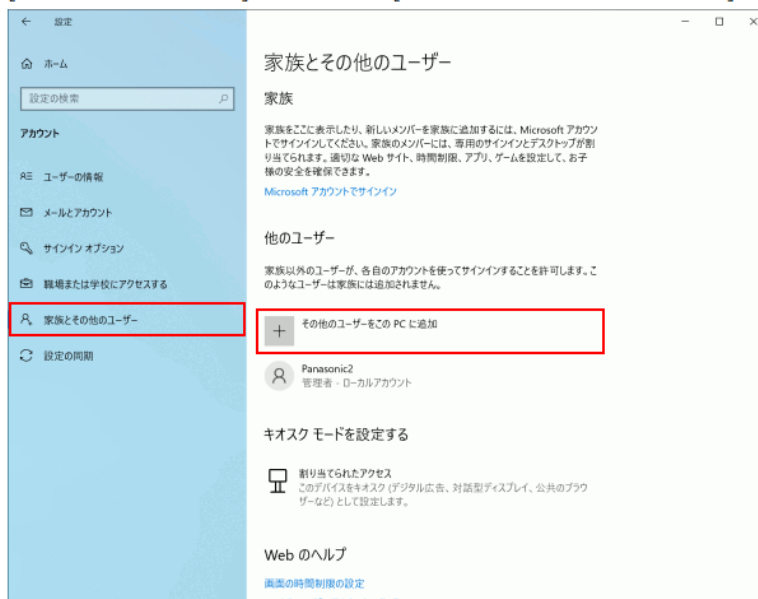 設定
ホーム
設定の検索
アカウント
ユーザーの情報
メールとアカウント
サインイン オプション
職場または学校にアクセスする
家族とその他のユーザー
設定の同期
家族とその他のユーザー
家族
家族をここに表示したり、新しいメンバーを家族に追加するには、Microsoft アカウン
トでサインインしてください。家族のメンバーには、専用のサインインとデスクトップが割
り当てられます。適切な Web サイト、時間制限、アプリ、ゲームを設定して、お子
様の安全を確保できます。
Microsoft アカウントでサインイン
他のユーザー
家族以外のユーザーが、各自のアカウントを使ってサインインすることを許可します。こ
のようなユーザーは家族には追加されません。
その他のユーザーをこの PC に追加
Panasonic2
管理者 - ローカルアカウント
キオスク モードを設定する
割り当てられたアクセス
このデバイスをキオスク (デジタル広告、対話型ディスプレイ、公共のブラウ
ザーなど) として設定します。
Web のヘルプ
画面の時間制限の設定